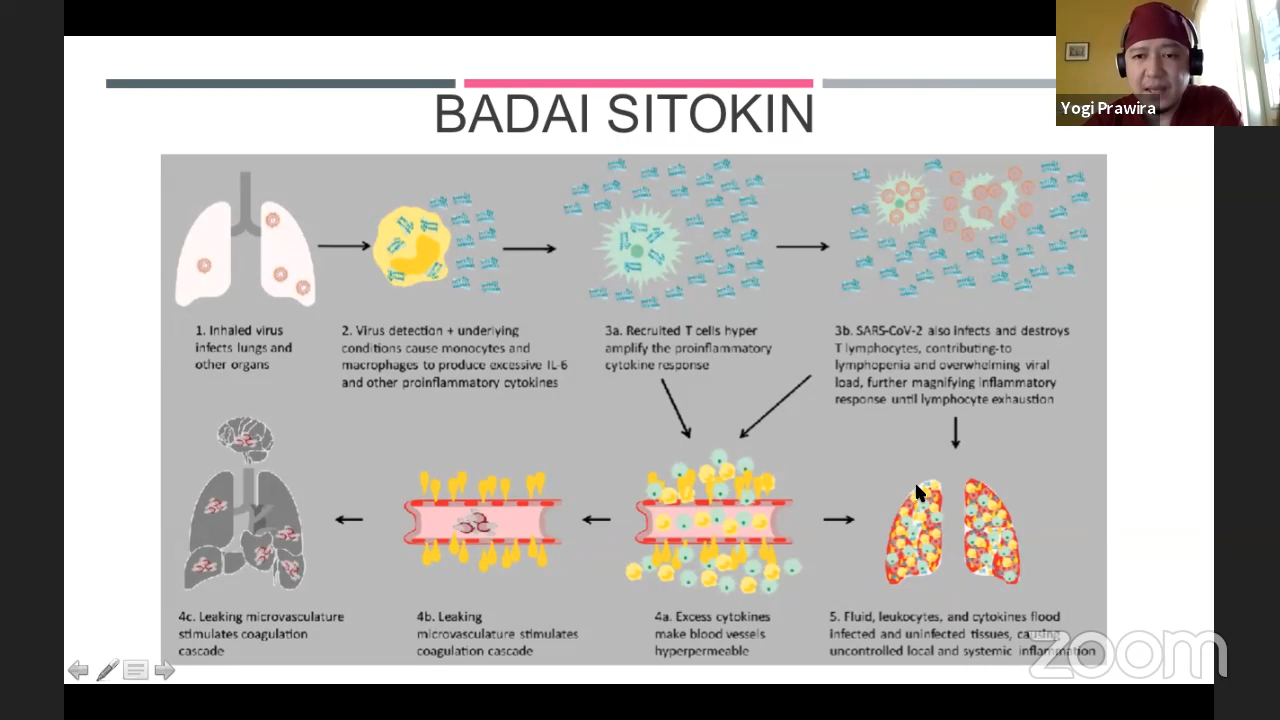 Yogi Prawira
BADAI SITOKIN
1. Inhaled virus
infects lungs and
other organs
2. Virus detection + underlying
conditions cause monocytes and
macrophages to produce excessive IL-6
and other proinflammatory cytokines
3a. Recruited T cells hyper
amplify the proinflammatory
cytokine response
3b. SARS-CoV-2 also infects and destroys
T lymphocytes, contributing-to
lymphopenia and overwhelming viral
load, further magnifying inflammatory
response until lymphocyte exhaustion
4c. Leaking microvasculature
stimulates coagulation
cascade
4b. Leaking
microvasculature stimulates
coagulation cascade
4a. Excess cytokines
make blood vessels
hyperpermeable
5. Fluid, leukocytes, and cytokines flood
infected and uninfected tissues, causing
uncontrolled local and systemic inflammation
zoom